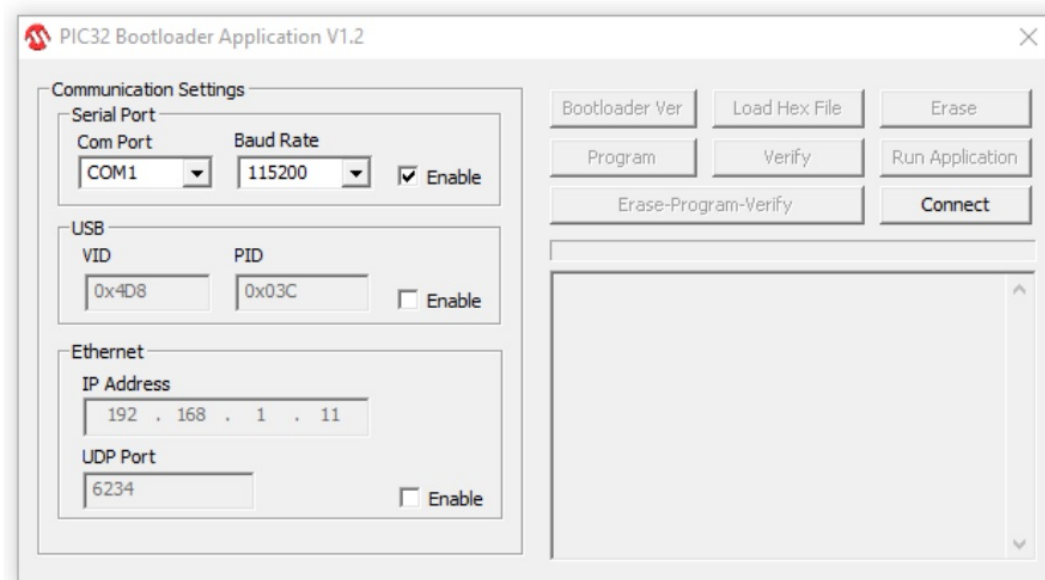 PIC32 Bootloader Application V1.2
Communication Settings
Serial Port
Com Port Baud Rate
COM1 115200 Enable
USB
VID PID
0x4D8 0x03C Enable
Ethernet
IP Address
192 . 168 . 1 . 11
UDP Port
6234 Enable
Bootloader Ver Load Hex File Erase
Program Verify Run Application
Erase-Program-Verify Connect